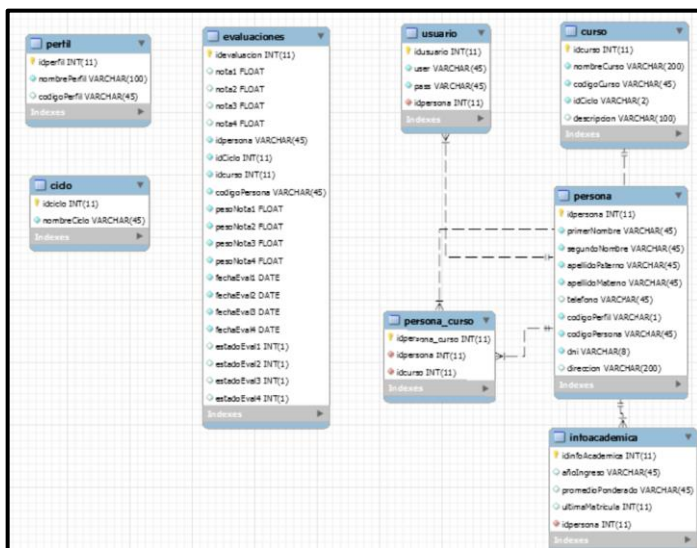 perfil
idperfil INT(11)
nombrePerfil VARCHAR(100)
codigoPerfil VARCHAR(45)
Indexes
ciclo
idciclo INT(11)
nombreCiclo VARCHAR(45)
Indexes
evaluaciones
idevaluacion INT(11)
nota1 FLOAT
nota2 FLOAT
nota3 FLOAT
nota4 FLOAT
idpersona VARCHAR(45)
idCiclo INT(11)
idcurso INT(11)
codigoPersona VARCHAR(45)
pesoNota1 FLOAT
pesoNota2 FLOAT
pesoNota3 FLOAT
pesoNota4 FLOAT
fechaEval1 DATE
fechaEval2 DATE
fechaEval3 DATE
fechaEval4 DATE
estadoEval1 INT(1)
estadoEval2 INT(1)
estadoEval3 INT(1)
estadoEval4 INT(1)
Indexes
usuario
idusuario INT(11)
user VARCHAR(45)
pass VARCHAR(45)
idpersona INT(11)
Indexes
persona_curso
idpersona_curso INT(11)
idpersona INT(11)
idcurso INT(11)
Indexes
curso
idcurso INT(11)
nombreCurso VARCHAR(200)
codigoCurso VARCHAR(45)
idCiclo VARCHAR(2)
descripcion VARCHAR(100)
Indexes
persona
idpersona INT(11)
primerNombre VARCHAR(45)
segundoNombre VARCHAR(45)
apellidoPaterno VARCHAR(45)
apellidoMaterno VARCHAR(45)
telefono VARCHAR(45)
codigoPerfil VARCHAR(1)
codigoPersona VARCHAR(45)
dni VARCHAR(8)
direccion VARCHAR(200)
Indexes
infoacademica
idinfoAcademica INT(11)
añoIngreso VARCHAR(45)
promedioPonderado VARCHAR(45)
ultimaMatricula INT(11)
idpersona INT(11)
Indexes